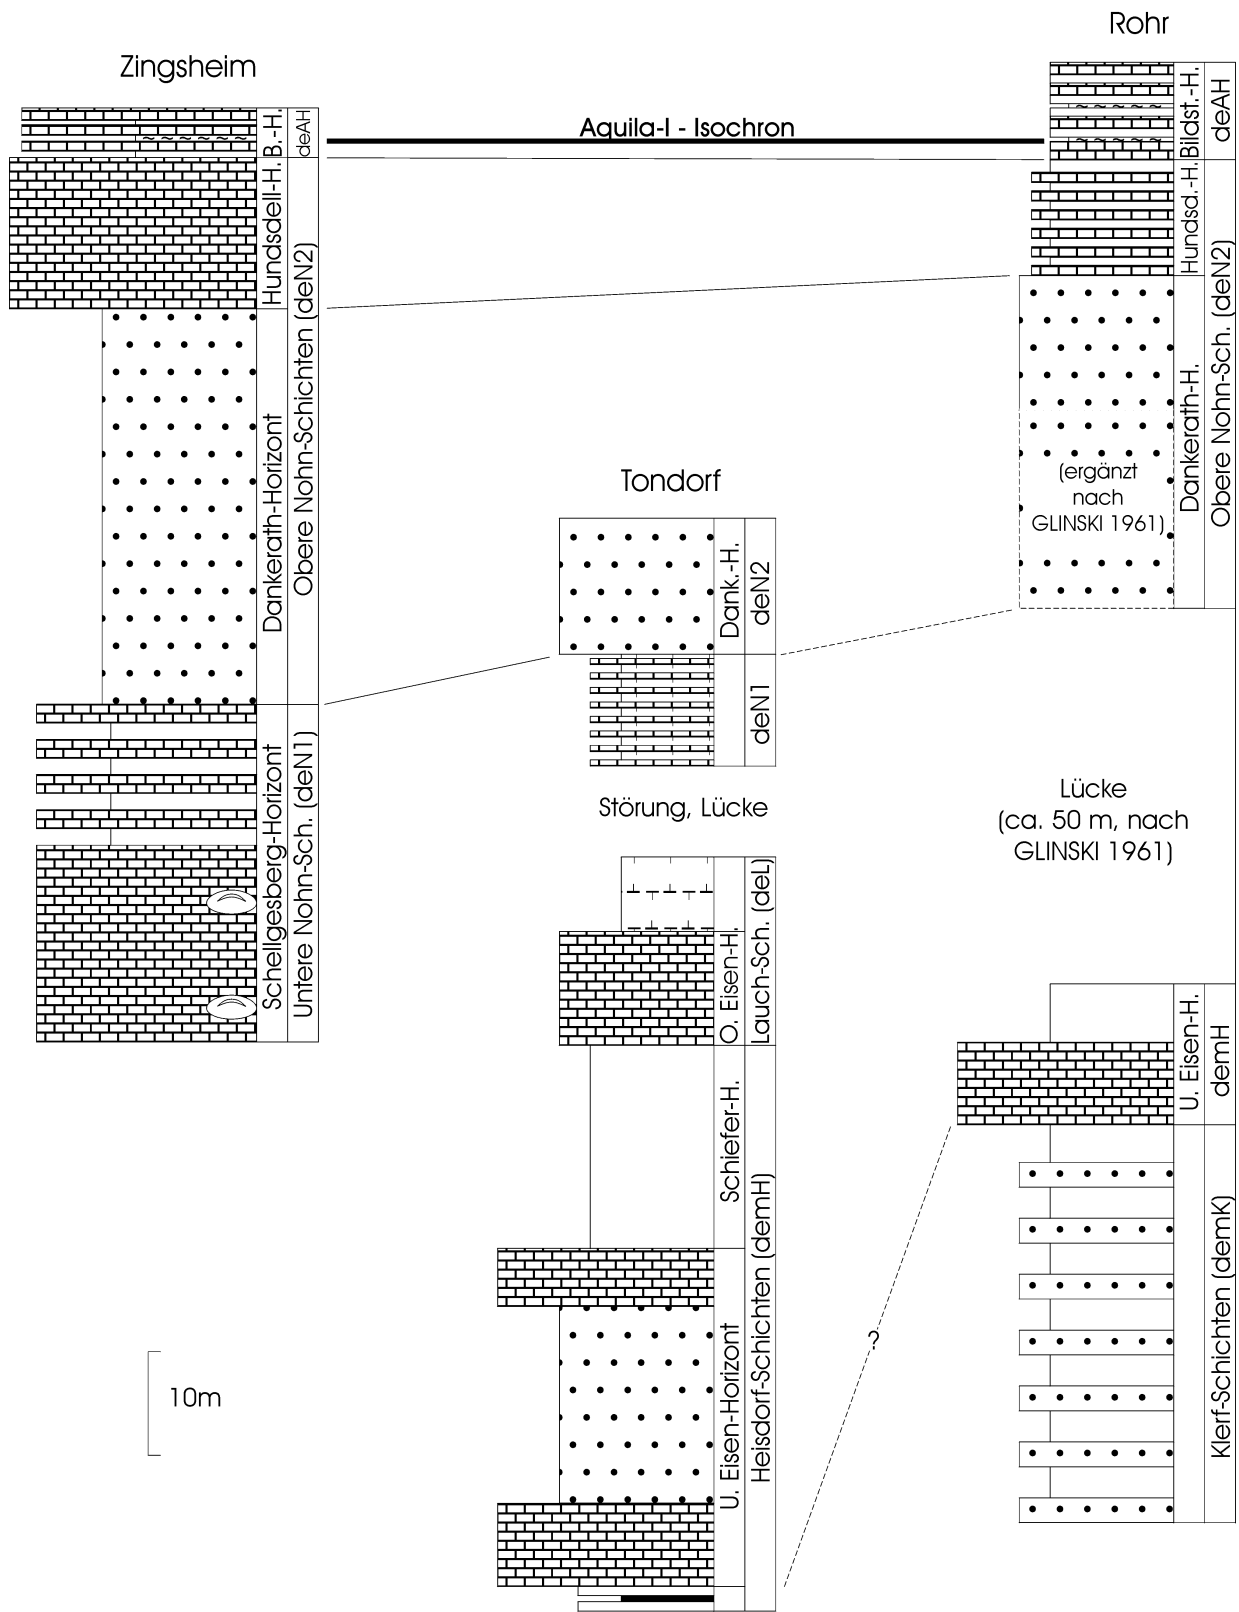 Rohr
Zingsheim
Aquila-I - Isochron
B.-H.
deAH
Hundsdell-H.
Dankerath-Horizont
Obere Nohn-Schichten (deN2)
Schellgesberg-Horizont
Untere Nohn-Sch. (deN1)
Bildst.-H.
deAH
Hundsd.-H.
Dankerath-H.
Obere Nohn-Sch. (deN2)
(ergänzt
nach
GLINSKI 1961)
Tondorf
Dank.-H.
deN2
deN1
Störung, Lücke
O. Eisen-H.
Lauch-Sch. (deL)
Schiefer-H.
U. Eisen-Horizont
Heisdorf-Schichten (demH)
Lücke
(ca. 50 m, nach
GLINSKI 1961)
U. Eisen-H.
demH
Klerf-Schichten (demK)
?
10m